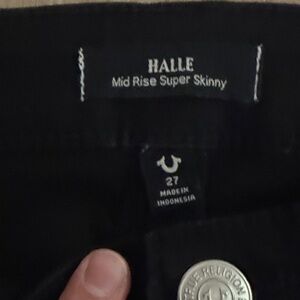 HALLE
Mid Rise Super Skinny
27
MADE IN
INDONESIA
TRUE RELIGION